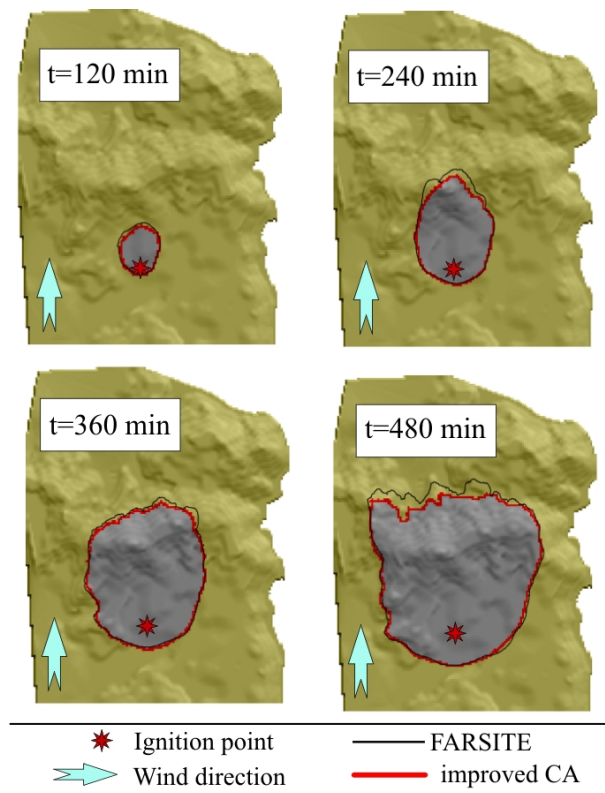 t=120 min
t=240 min
t=360 min
t=480 min
Ignition point
FARSITE
Wind direction
improved CA